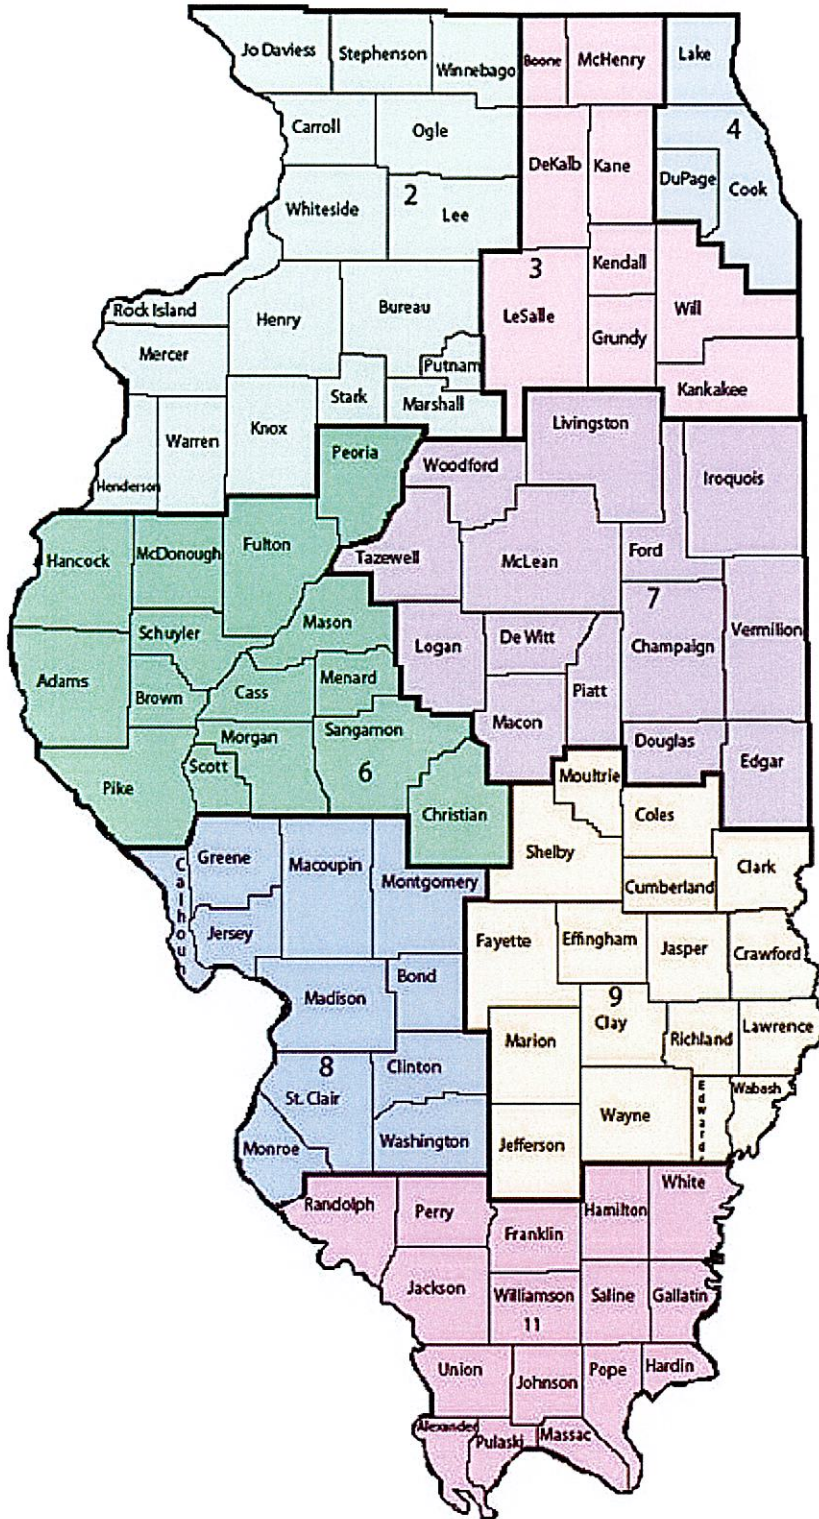 Jo Daviess
Stephenson
Winnebago
Boone
McHenry
Lake
Carroll
Ogle
DeKalb
Kane
4
DuPage
Cook
Whiteside
2
Lee
3
Kendall
Rock Island
Henry
Bureau
LeSalle
Will
Grundy
Mercer
Putnam
Stark
Marshall
Kankakee
Henderson
Warren
Knox
Peoria
Woodford
Livingston
Iroquois
Hancock
McDonough
Fulton
Tazewell
McLean
Ford
7
Mason
Schuyler
Logan
De Witt
Champaign
Vermilion
Adams
Brown
Cass
Menard
Piatt
Macon
Morgan
Sangamon
Douglas
Edgar
Pike
Scott
6
Christian
Moultrie
Coles
Shelby
Clark
Calhoun
Greene
Macoupin
Montgomery
Cumberland
Jersey
Fayette
Effingham
Jasper
Crawford
Bond
Madison
9
Clay
Marion
Richland
Lawrence
8
Clinton
St. Clair
Wayne
Edward
Wabash
Monroe
Washington
Jefferson
Randolph
Perry
Franklin
Hamilton
White
Jackson
Williamson
11
Saline
Gallatin
Union
Johnson
Pope
Hardin
Alexander
Pulaski
Massac